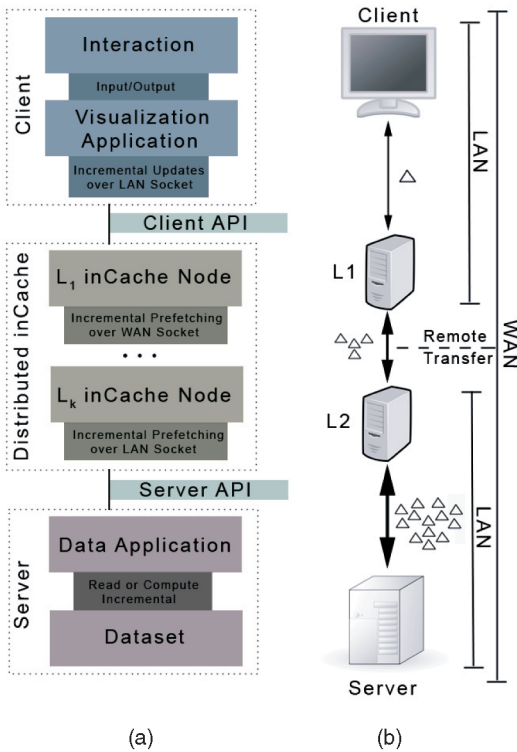 Client
Interaction
Input/Output
Visualization
Application
Incremental Updates
over LAN Socket
Client API
Distributed inCache
L1 inCache Node
Incremental Prefetching
over WAN Socket
...
Lk inCache Node
Incremental Prefetching
over LAN Socket
Server API
Server
Data Application
Read or Compute
Incremental
Dataset
(a)
Client
LAN
L1
Remote
Transfer
WAN
L2
LAN
Server
(b)